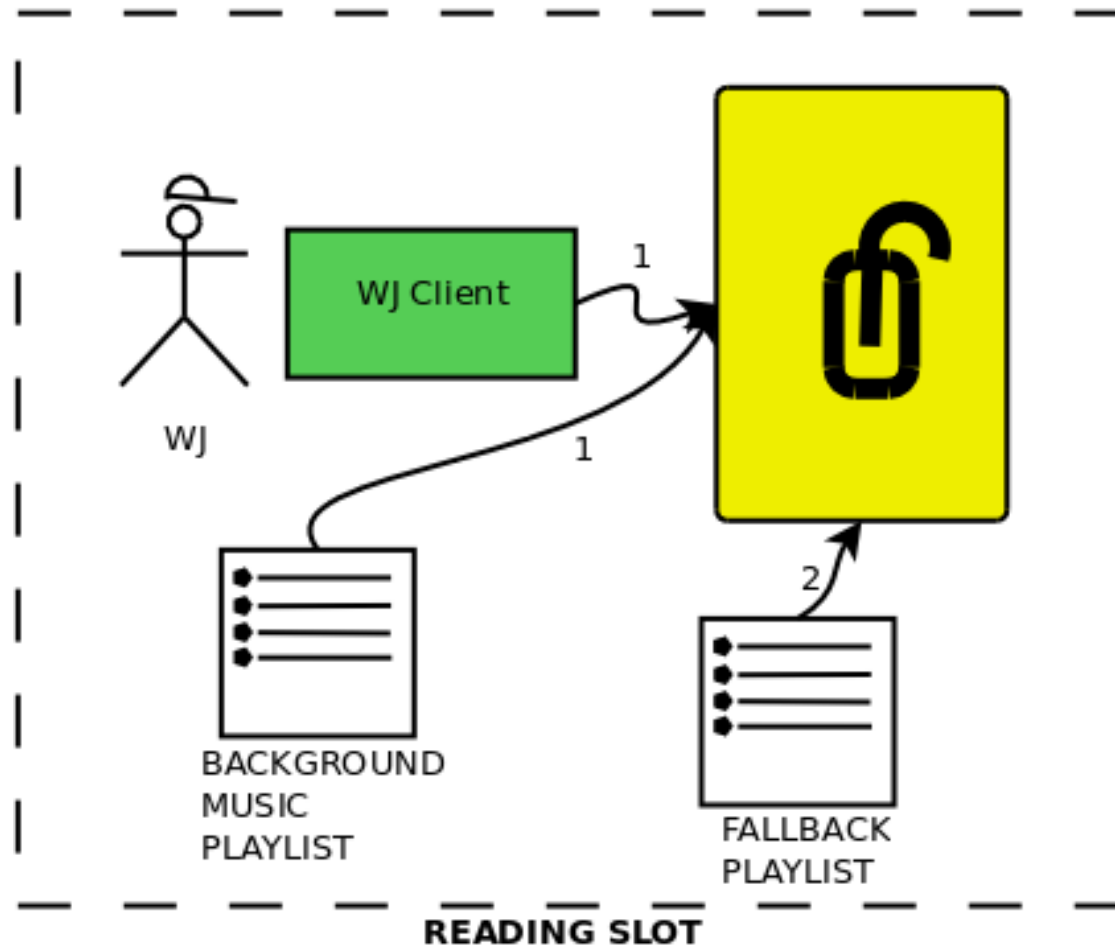 1
WJ Client
WJ
1
BACKGROUND
MUSIC
PLAYLIST
2
FALLBACK
PLAYLIST
READING SLOT